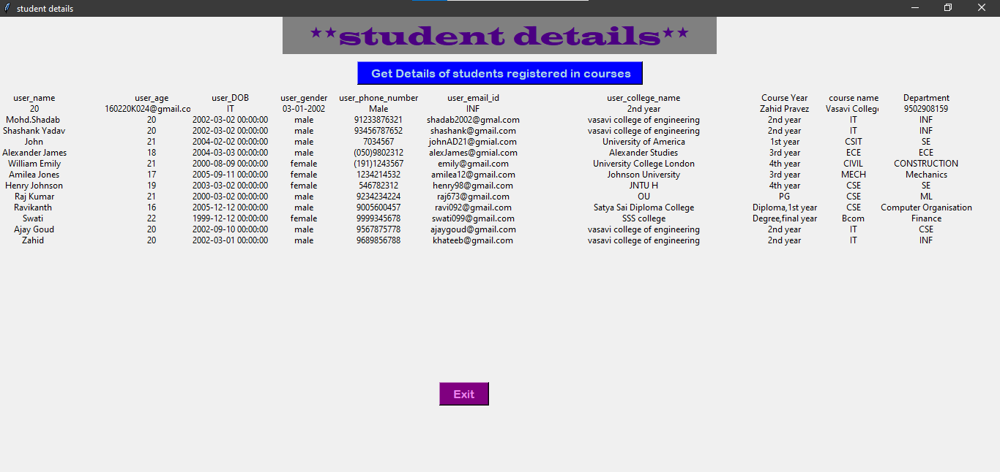 student details
**student details**
Get Details of students registered in courses
user_name user_age user_DOB user_gender user_phone_number user_email_id user_college_name Course Year course name Department
20 160220K024@gmail.co IT 03-01-2002 Male INF 2nd year Zahid Pravez Vasavi College 9502908159
Mohd.Shadab 20 2002-03-02 00:00:00 male 91233876321 shadab2002@gmal.com vasavi college of engineering 2nd year IT INF
Shashank Yadav 20 2002-03-02 00:00:00 male 93456787652 shashank@gmail.com vasavi college of engineering 2nd year IT INF
John 21 2004-02-02 00:00:00 male 7034567 johnAD21@gmial.com University of America 1st year CSIT SE
Alexander James 18 2004-03-03 00:00:00 male (050)9802312 alexJames@gmial.com Alexander Studies 3rd year ECE ECE
William Emily 21 2000-08-09 00:00:00 female (191)1243567 emily@gmail.com University College London 4th year CIVIL CONSTRUCTION
Amilea Jones 17 2005-09-11 00:00:00 female 1234214532 amilea12@gmail.com Johnson University 3rd year MECH Mechanics
Henry Johnson 19 2003-03-02 00:00:00 female 546782312 henry98@gmail.com JNTU H 4th year CSE SE
Raj Kumar 21 2000-03-02 00:00:00 male 9234234224 raj673@gmail.com OU PG CSE ML
Ravikanth 16 2005-12-12 00:00:00 male 9005600457 ravi092@gmail.com Satya Sai Diploma College Diploma,1st year CSE Computer Organisation
Swati 22 1999-12-12 00:00:00 female 9999345678 swati099@gmail.com SSS college Degree,final year Bcom Finance
Ajay Goud 20 2002-09-10 00:00:00 male 9567875778 ajaygoud@gmail.com vasavi college of engineering 2nd year IT CSE
Zahid 20 2002-03-01 00:00:00 male 9689856788 khateeb@gmail.com vasavi college of engineering 2nd year IT INF
Exit